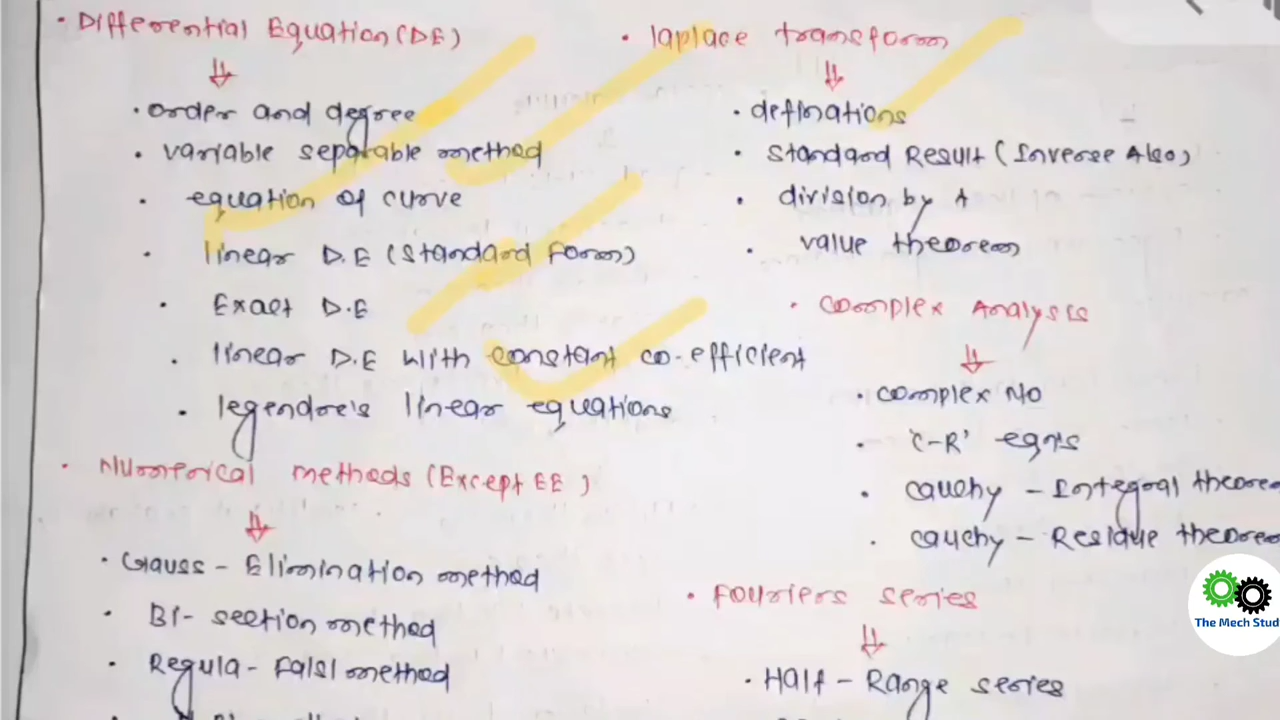 • Differential Equation (DE)
• order and degree
• variable separable method
• equation of curve
• linear D.E (Standard form)
• Exact D.E
• linear D.E with constant co-efficient
• legendre's linear equations
• Numerical methods (Except EE)
• Gauss - Elimination method
• Bi-section method
• Regula - Falsi method
• laplace transform
• definations
• Standard Result (Inverse Also)
• division by
• value theorem
• Complex Analysis
• complex No
• 'C-R' eqn's
• cauchy - Integral theorem
• cauchy - Residue theorem
• Fouriers series
• Half - Range series
The Mech Stud